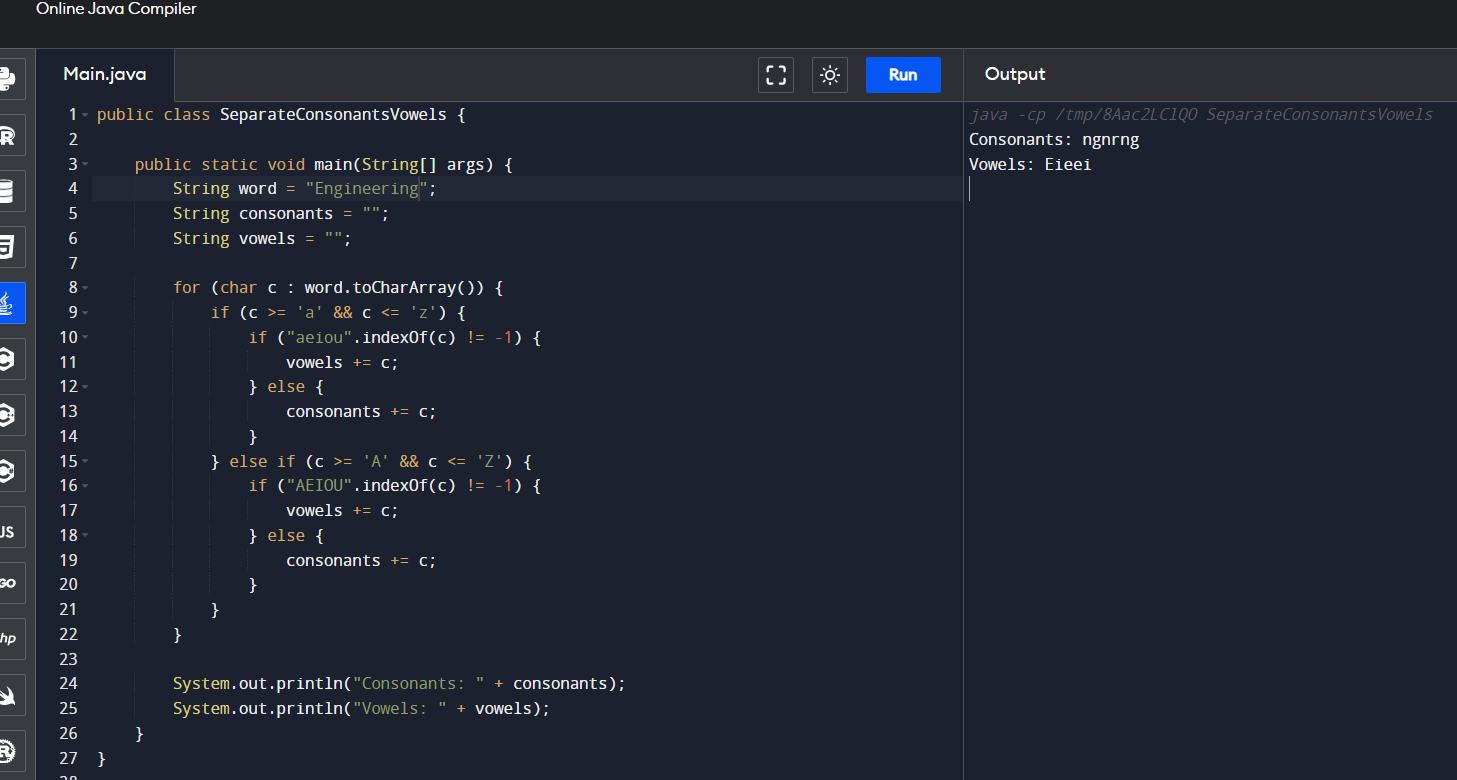 Online Java Compiler
Main.java
Run
Output
1 public class SeparateConsonantsVowels {
2
3     public static void main(String[] args) {
4         String word = "Engineering";
5         String consonants = "";
6         String vowels = "";
7
8         for (char c : word.toCharArray()) {
9             if (c >= 'a' && c <= 'z') {
10                 if ("aeiou".indexOf(c) != -1) {
11                     vowels += c;
12                 } else {
13                     consonants += c;
14                 }
15             } else if (c >= 'A' && c <= 'Z') {
16                 if ("AEIOU".indexOf(c) != -1) {
17                     vowels += c;
18                 } else {
19                     consonants += c;
20                 }
21             }
22         }
23
24         System.out.println("Consonants: " + consonants);
25         System.out.println("Vowels: " + vowels);
26     }
27 }
28
java -cp /tmp/8Aac2LClQO SeparateConsonantsVowels
Consonants: ngnrng
Vowels: Eieei
R
JS
GO
hp